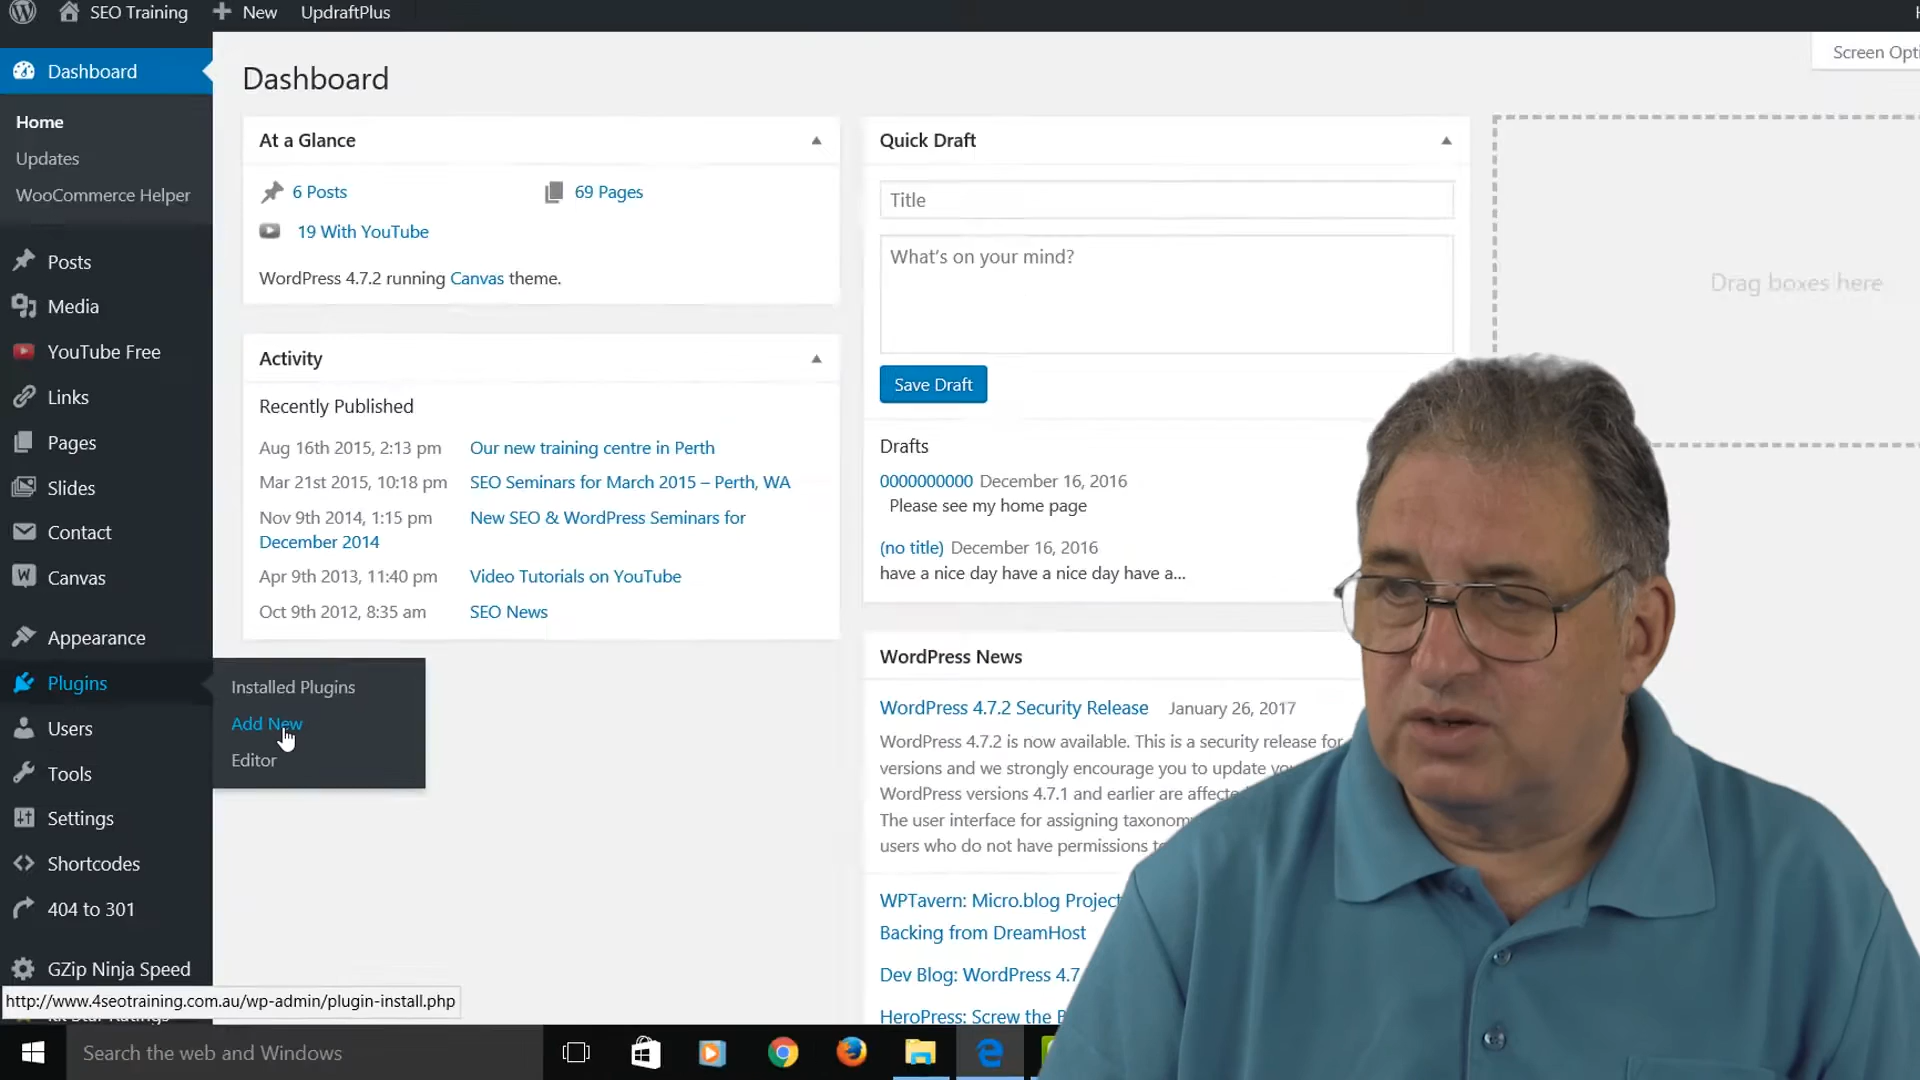 SEO Training
New
UpdraftPlus
Dashboard
Home
Updates
WooCommerce Helper
Posts
Media
YouTube Free
Links
Pages
Slides
Contact
Canvas
Appearance
Plugins
Users
Tools
Settings
Shortcodes
404 to 301
GZip Ninja Speed
Installed Plugins
Add New
Editor
Dashboard
Screen Opti
At a Glance
6 Posts
69 Pages
19 With YouTube
WordPress 4.7.2 running Canvas theme.
Activity
Recently Published
Aug 16th 2015, 2:13 pm Our new training centre in Perth
Mar 21st 2015, 10:18 pm SEO Seminars for March 2015 – Perth, WA
Nov 9th 2014, 1:15 pm New SEO & WordPress Seminars for
December 2014
Apr 9th 2013, 11:40 pm Video Tutorials on YouTube
Oct 9th 2012, 8:35 am SEO News
Quick Draft
Title
What's on your mind?
Save Draft
Drafts
0000000000 December 16, 2016
Please see my home page
(no title) December 16, 2016
have a nice day have a nice day have a...
WordPress News
WordPress 4.7.2 Security Release January 26, 2017
WordPress 4.7.2 is now available. This is a security release for
versions and we strongly encourage you to update
WordPress versions 4.7.1 and earlier are affec
The user interface for assigning taxonom
users who do not have permissions t
WPTavern: Micro.blog Project
Backing from DreamHost
Dev Blog: WordPress 4.7
HeroPress: Screw the B
Drag boxes here
http://www.4seotraining.com.au/wp-admin/plugin-install.php
Search the web and Windows